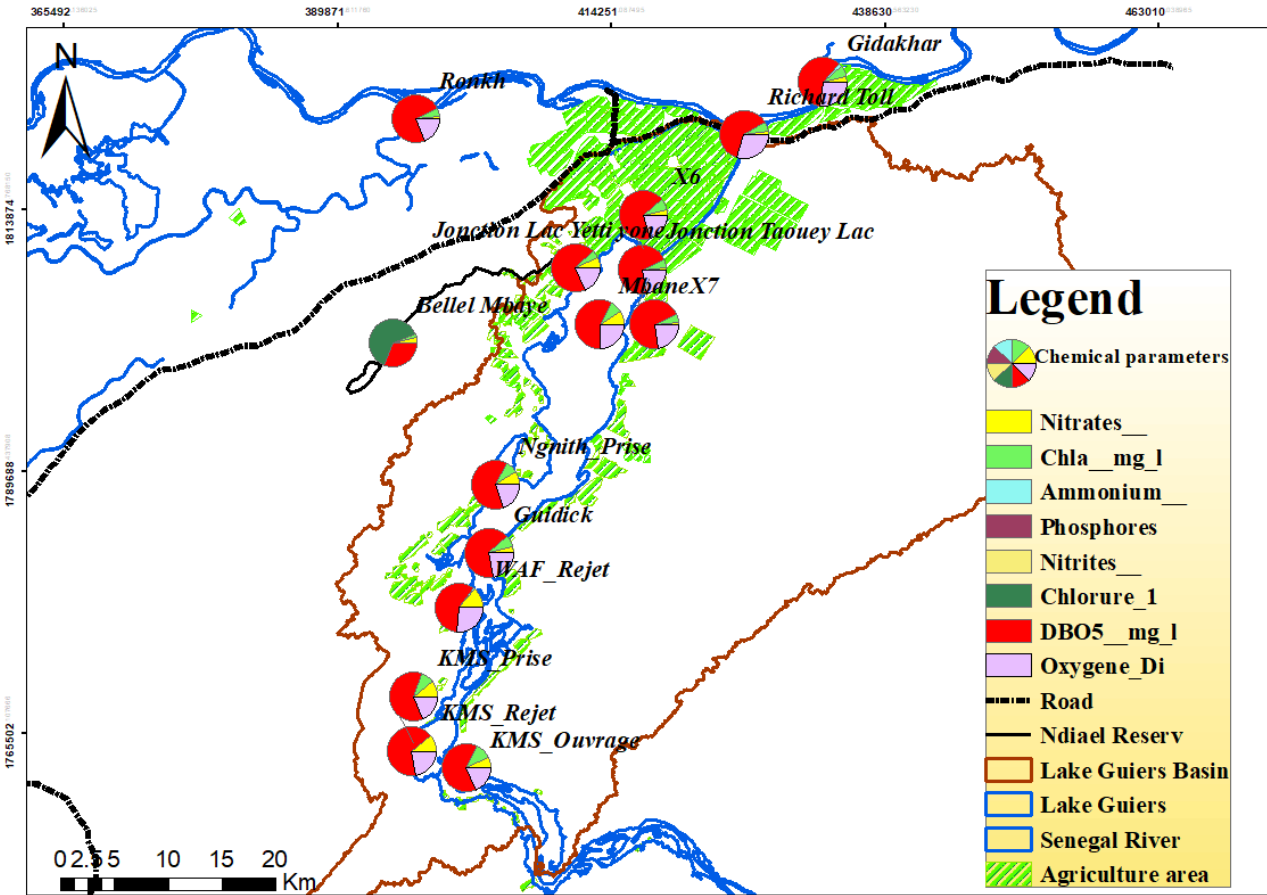 365492 389871 414251 438630 463010
Gidakhar
N
Ronkh
Richard Toll
X6
1813874
Jonction Lac Yetti yone Jonction Taouey Lac
MbaneX7
Bellel Mbaye
Legend
Chemical parameters
Nitrates__
Chla__mg_l
Ngnith_Prise
1789688
Ammonium__
Guidick
Phosphores
WAF_Rejet
Nitrites__
Chlorure_1
DBO5__mg_l
KMS_Prise
Oxygene_Di
KMS_Rejet
Road
KMS_Ouvrage
1765502
Ndiael Reserv
Lake Guiers Basin
Lake Guiers
Senegal River
0 2.5 5 10 15 20
Km
Agriculture area